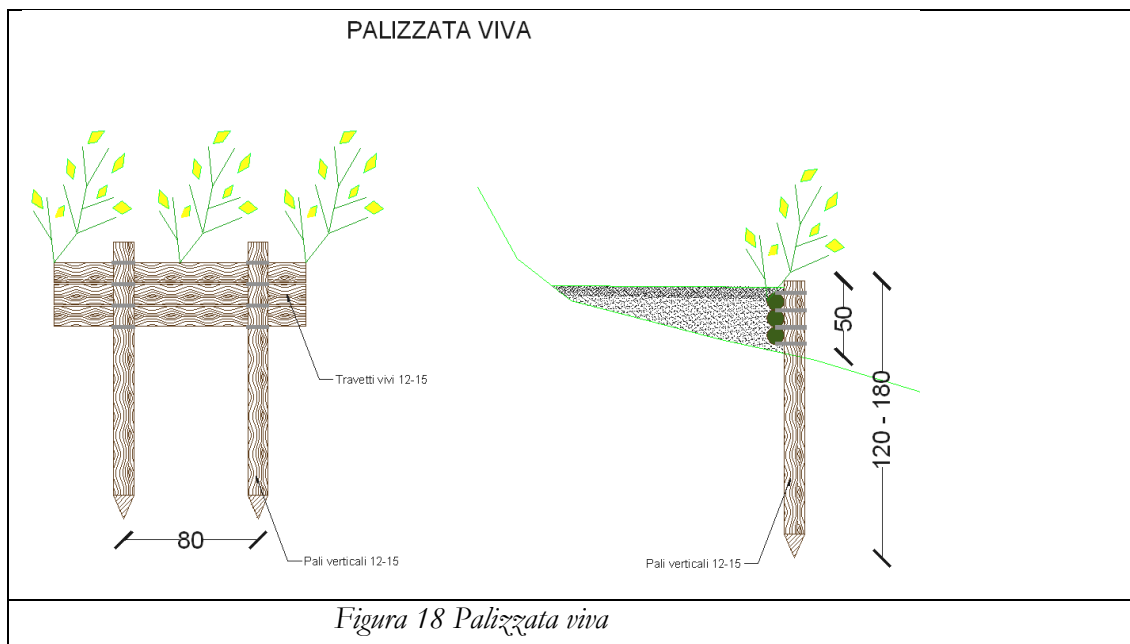 PALIZZATA VIVA
Travetti vivi 12-15
80
Pali verticali 12-15
50
120 - 180
Pali verticali 12-15
Figura 18 Palizzata viva